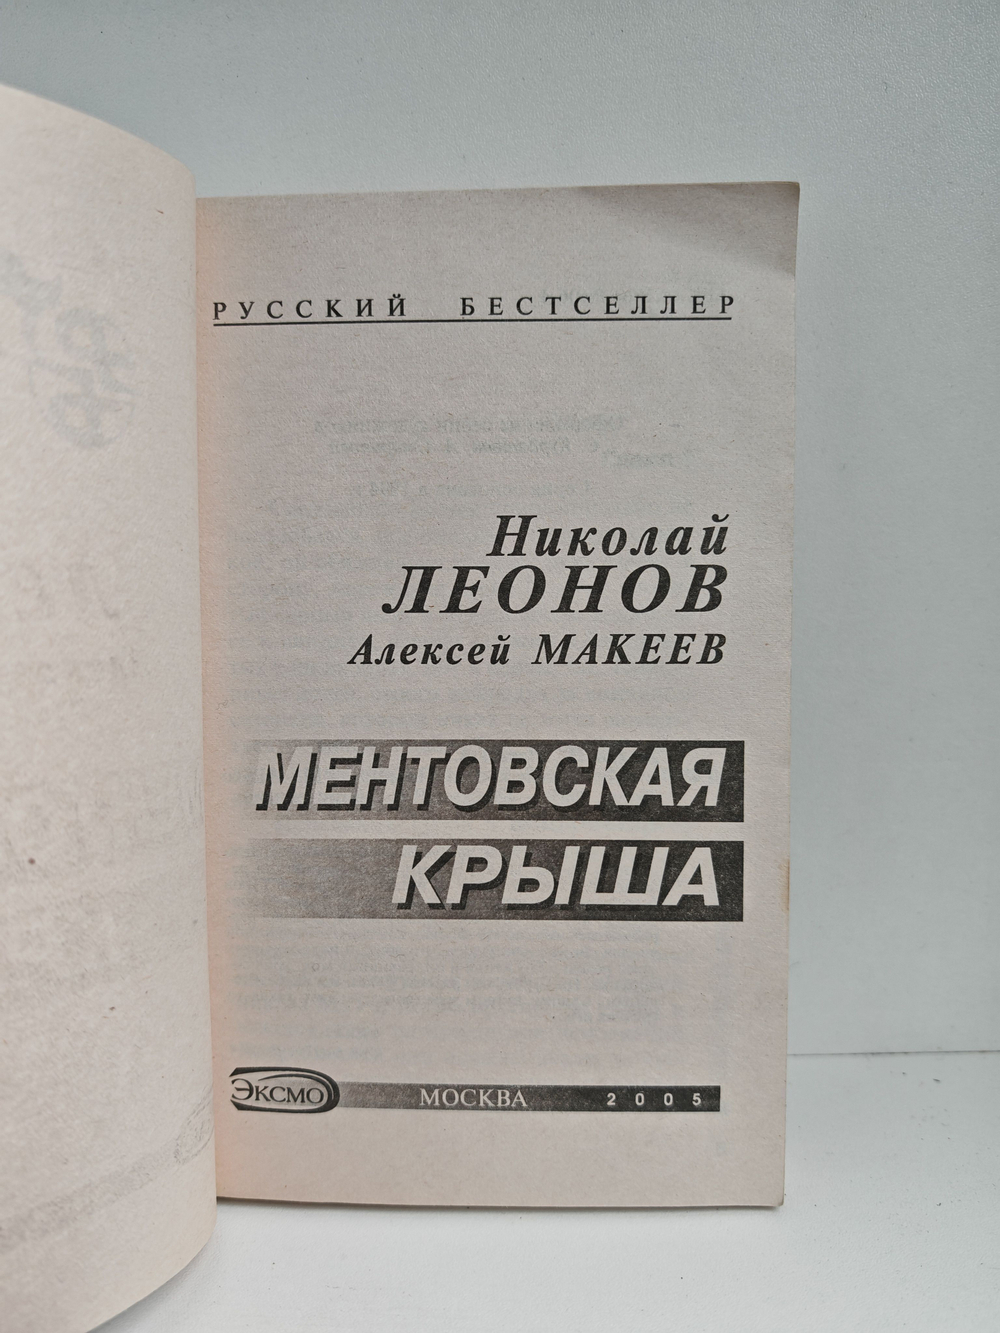 РУССКИЙ БЕСТСЕЛЛЕР
Николай
ЛЕОНОВ
Алексей МАКЕЕВ
МЕНТОВСКАЯ
КРЫША
ЭКСМО МОСКВА 2005